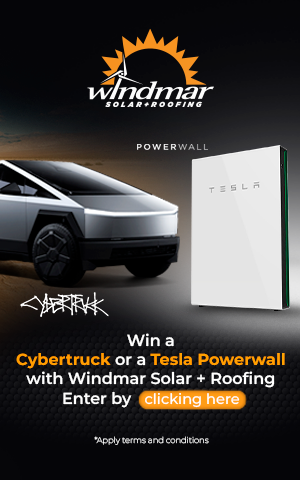 windmar
SOLAR+ROOFING
POWERWALL
TESLA
CYBERTRUCK
Win a
Cybertruck or a Tesla Powerwall
with Windmar Solar + Roofing
Enter by clicking here
*Apply terms and conditions